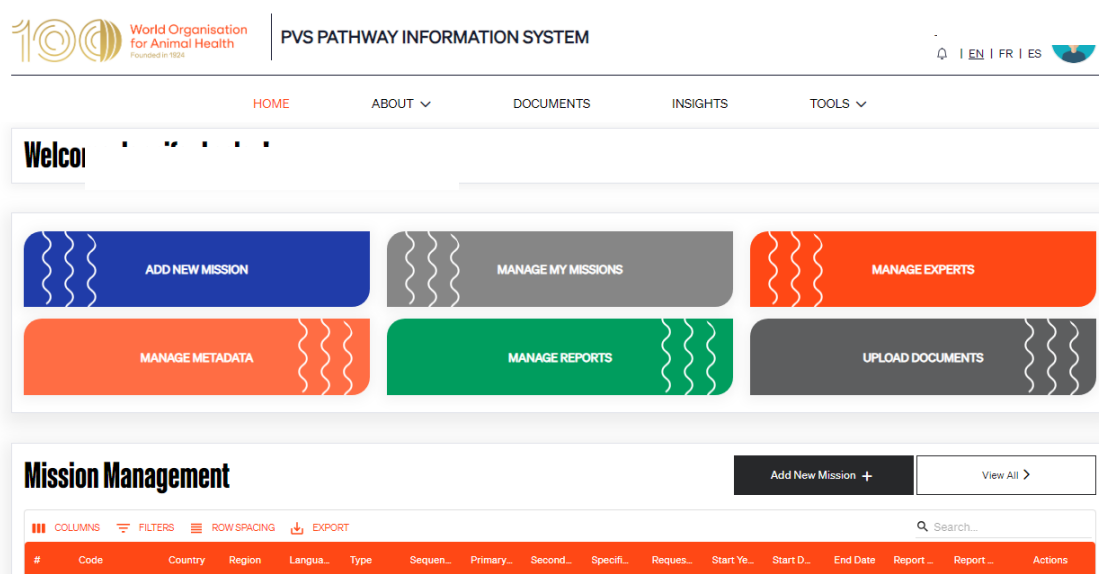 100 World Organisation
for Animal Health
Founded in 1924
PVS PATHWAY INFORMATION SYSTEM
| EN | FR | ES
HOME ABOUT DOCUMENTS INSIGHTS TOOLS
ADD NEW MISSION MANAGE MY MISSIONS MANAGE EXPERTS
MANAGE METADATA MANAGE REPORTS UPLOAD DOCUMENTS
Mission Management Add New Mission + View All
COLUMNS FILTERS ROW SPACING EXPORT Search...
# Code Country Region Langua... Type Sequen... Primary... Second... Specifi... Reques... Start Ye... Start D... End Date Report ... Report ... Actions